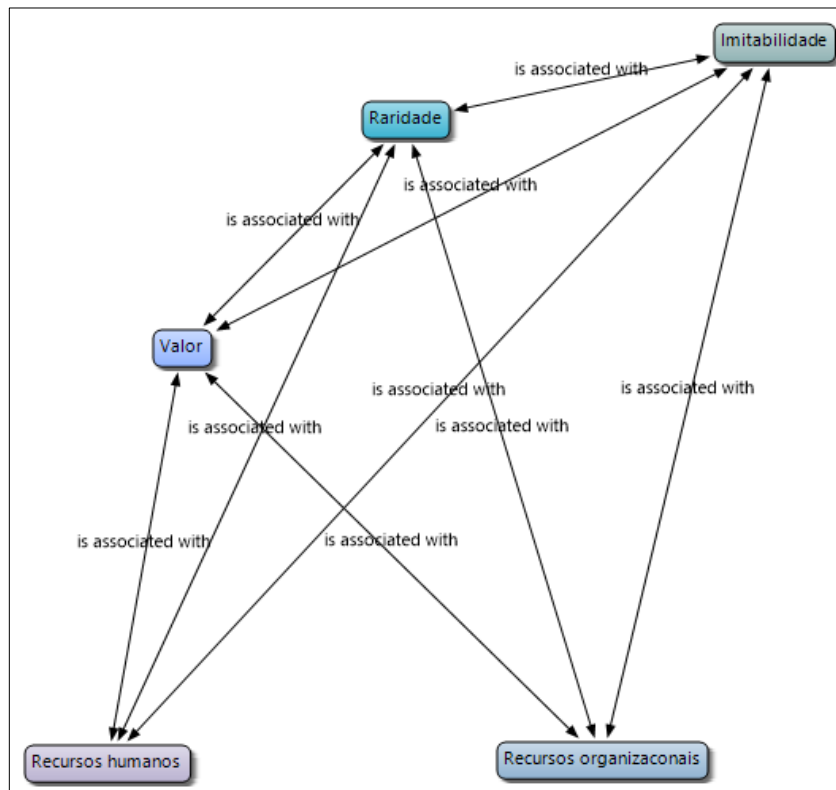 Imitabilidade
is associated with
Raridade
is associated with
is associated with
Valor
is associated with
is associated with
is associated with
is associated with
is associated with
is associated with
Recursos humanos
Recursos organizaconais